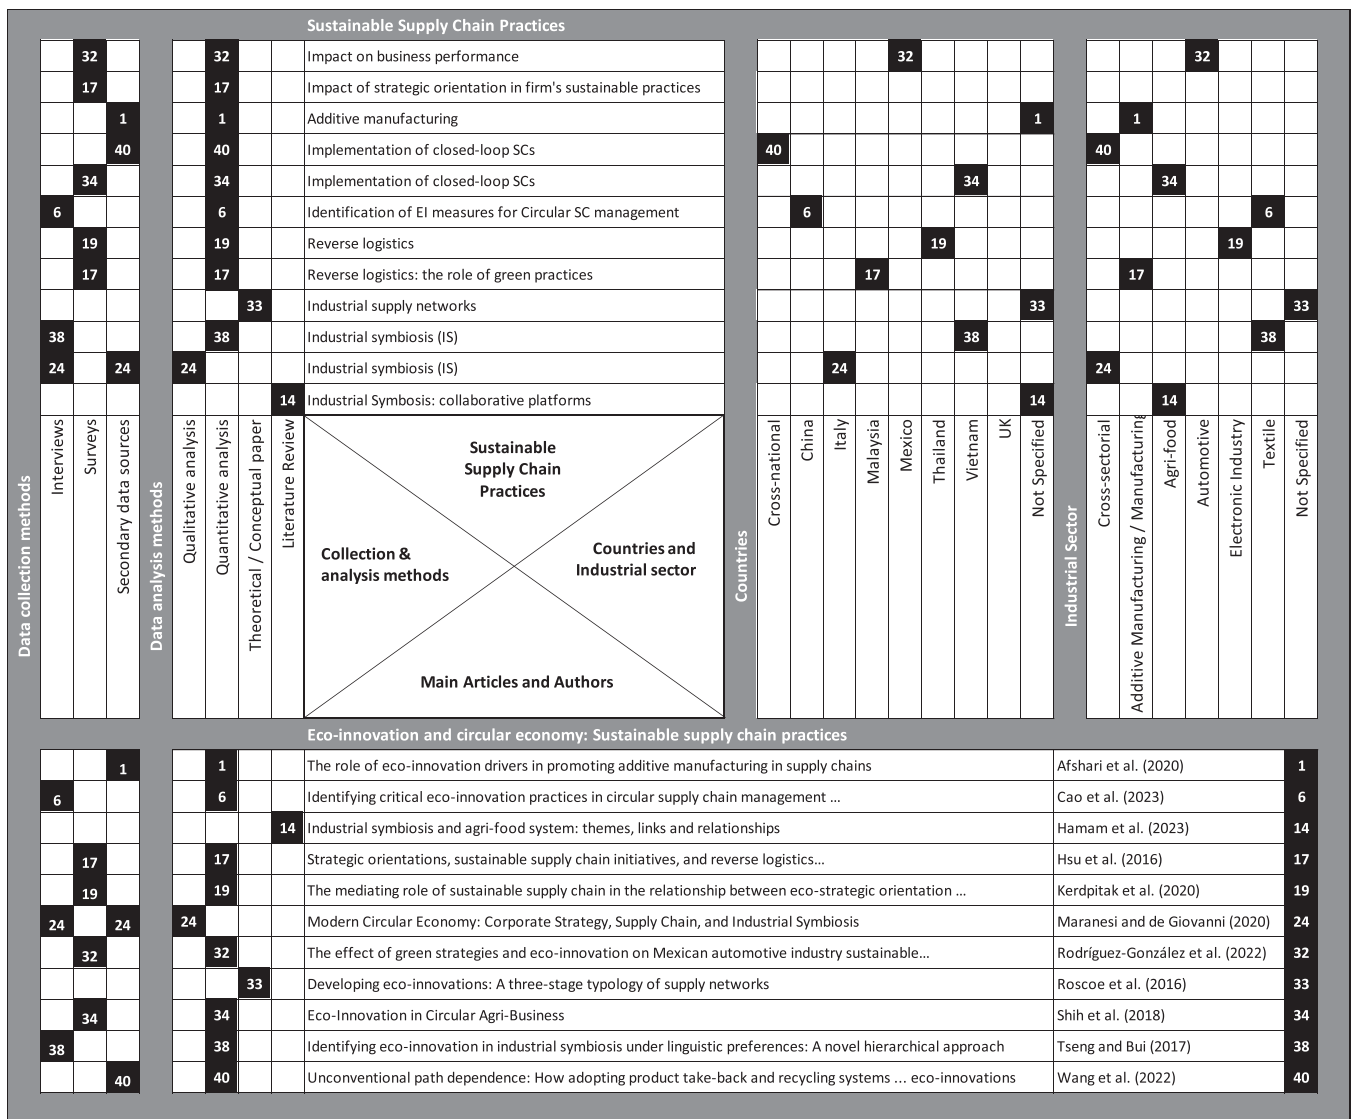 Sustainable Supply Chain Practices
32 32 Impact on business performance 32 32
17 17 Impact of strategic orientation in firm's sustainable practices
1 1 Additive manufacturing 1 1
40 40 Implementation of closed-loop SCs 40 40
34 34 Implementation of closed-loop SCs 34 34
6 6 Identification of EI measures for Circular SC management 6 6
19 19 Reverse logistics 19 19
17 17 Reverse logistics: the role of green practices 17 17
33 Industrial supply networks 33 33
38 38 Industrial symbiosis (IS) 38 38
24 24 24 Industrial symbiosis (IS) 24 24
14 Industrial Symbosis: collaborative platforms 14 14
Data collection methods
Interviews
Surveys
Secondary data sources
Data analysis methods
Qualitative analysis
Quantitative analysis
Theoretical / Conceptual paper
Literature Review
Sustainable
Supply Chain
Practices
Collection &
analysis methods
Countries and
Industrial sector
Main Articles and Authors
Countries
Cross-national
China
Italy
Malaysia
Mexico
Thailand
Vietnam
UK
Not Specified
Industrial Sector
Cross-sectorial
Additive Manufacturing / Manufacturing
Agri-food
Automotive
Electronic Industry
Textile
Not Specified
Eco-innovation and circular economy: Sustainable supply chain practices
1 1 The role of eco-innovation drivers in promoting additive manufacturing in supply chains Afshari et al. (2020) 1
6 6 Identifying critical eco-innovation practices in circular supply chain management ... Cao et al. (2023) 6
14 Industrial symbiosis and agri-food system: themes, links and relationships Hamam et al. (2023) 14
17 17 Strategic orientations, sustainable supply chain initiatives, and reverse logistics... Hsu et al. (2016) 17
19 19 The mediating role of sustainable supply chain in the relationship between eco-strategic orientation ... Kerdpitak et al. (2020) 19
24 24 24 Modern Circular Economy: Corporate Strategy, Supply Chain, and Industrial Symbiosis Maranesi and de Giovanni (2020) 24
32 32 The effect of green strategies and eco-innovation on Mexican automotive industry sustainable... Rodríguez-González et al. (2022) 32
33 Developing eco-innovations: A three-stage typology of supply networks Roscoe et al. (2016) 33
34 34 Eco-Innovation in Circular Agri-Business Shih et al. (2018) 34
38 38 Identifying eco-innovation in industrial symbiosis under linguistic preferences: A novel hierarchical approach Tseng and Bui (2017) 38
40 40 Unconventional path dependence: How adopting product take-back and recycling systems ... eco-innovations Wang et al. (2022) 40